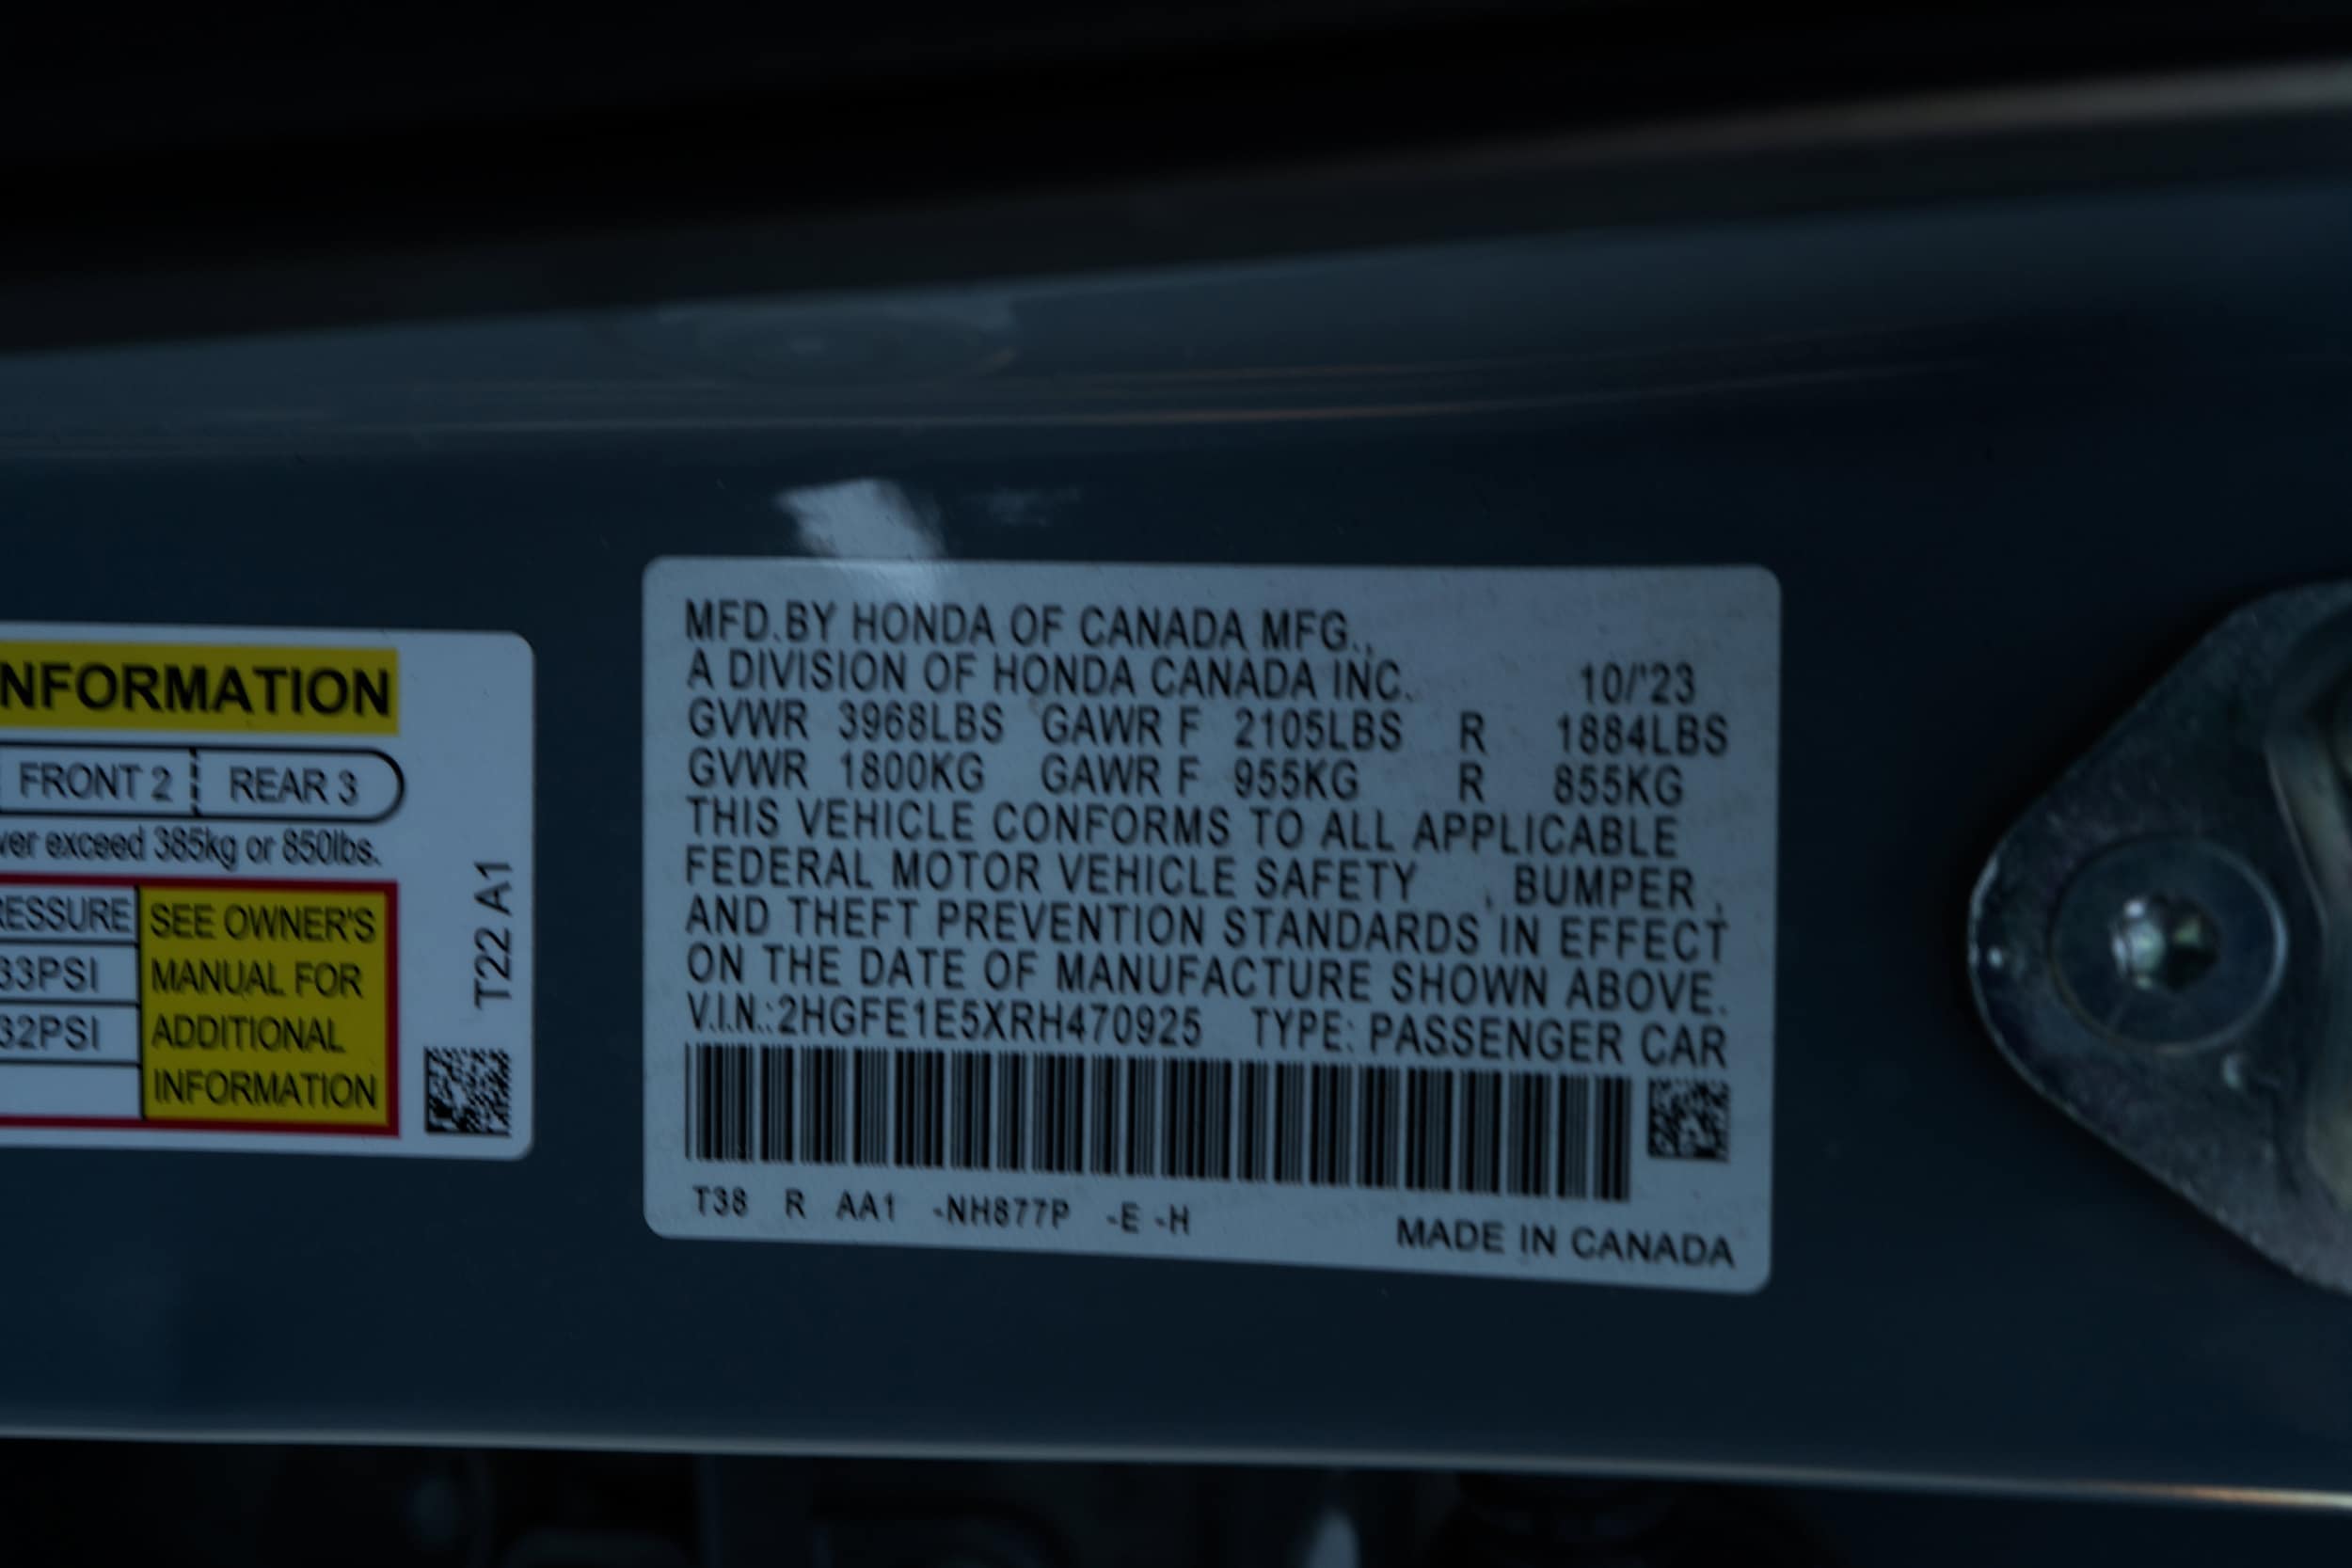 NFORMATION
FRONT 2 REAR 3
ver exceed 385kg or 850lbs.
RESSURE
33PSI
32PSI
SEE OWNER'S
MANUAL FOR
ADDITIONAL
INFORMATION
T22 A1
MFD.BY HONDA OF CANADA MFG.,
A DIVISION OF HONDA CANADA INC. 10/'23
GVWR 3968LBS GAWR F 2105LBS R 1884LBS
GVWR 1800KG GAWR F 955KG R 855KG
THIS VEHICLE CONFORMS TO ALL APPLICABLE
FEDERAL MOTOR VEHICLE SAFETY , BUMPER ,
AND THEFT PREVENTION STANDARDS IN EFFECT
ON THE DATE OF MANUFACTURE SHOWN ABOVE.
V.I.N.:2HGFE1E5XRH470925 TYPE: PASSENGER CAR
T38 R AA1 -NH877P -E -H
MADE IN CANADA